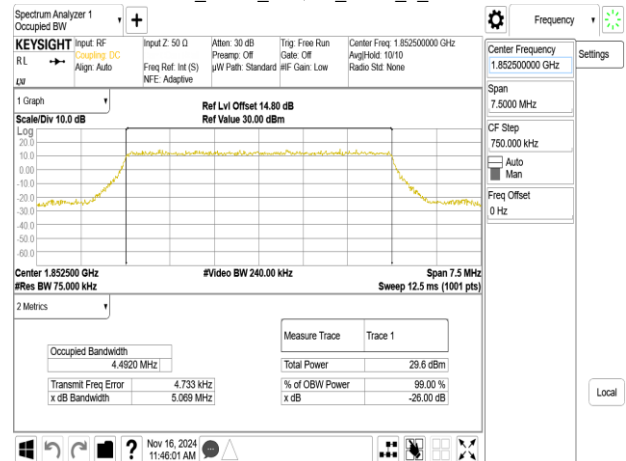 Spectrum Analyzer 1
Occupied BW
Frequency
KEYSIGHT
RL
Input: RF
Coupling: DC
Align: Auto
Input Z: 50 Ω
Freq Ref: Int (S)
NFE: Adaptive
Atten: 30 dB
Preamp: Off
µW Path: Standard
Trig: Free Run
Gate: Off
#IF Gain: Low
Center Freq: 1.852500000 GHz
Avg|Hold: 10/10
Radio Std: None
Center Frequency
1.852500000 GHz
Settings
Span
7.5000 MHz
CF Step
750.000 kHz
Auto
Man
Freq Offset
0 Hz
1 Graph
Scale/Div 10.0 dB
Ref Lvl Offset 14.80 dB
Ref Value 30.00 dBm
Log
20.0
10.0
0.00
-10.0
-20.0
-30.0
-40.0
-50.0
-60.0
Center 1.852500 GHz
#Video BW 240.00 kHz
Span 7.5 MHz
#Res BW 75.000 kHz
Sweep 12.5 ms (1001 pts)
2 Metrics
Measure Trace Trace 1
Occupied Bandwidth
4.4920 MHz
Total Power 29.6 dBm
Transmit Freq Error 4.733 kHz
% of OBW Power 99.00 %
x dB Bandwidth 5.069 MHz
x dB -26.00 dB
Local
?
Nov 16, 2024
11:46:01 AM